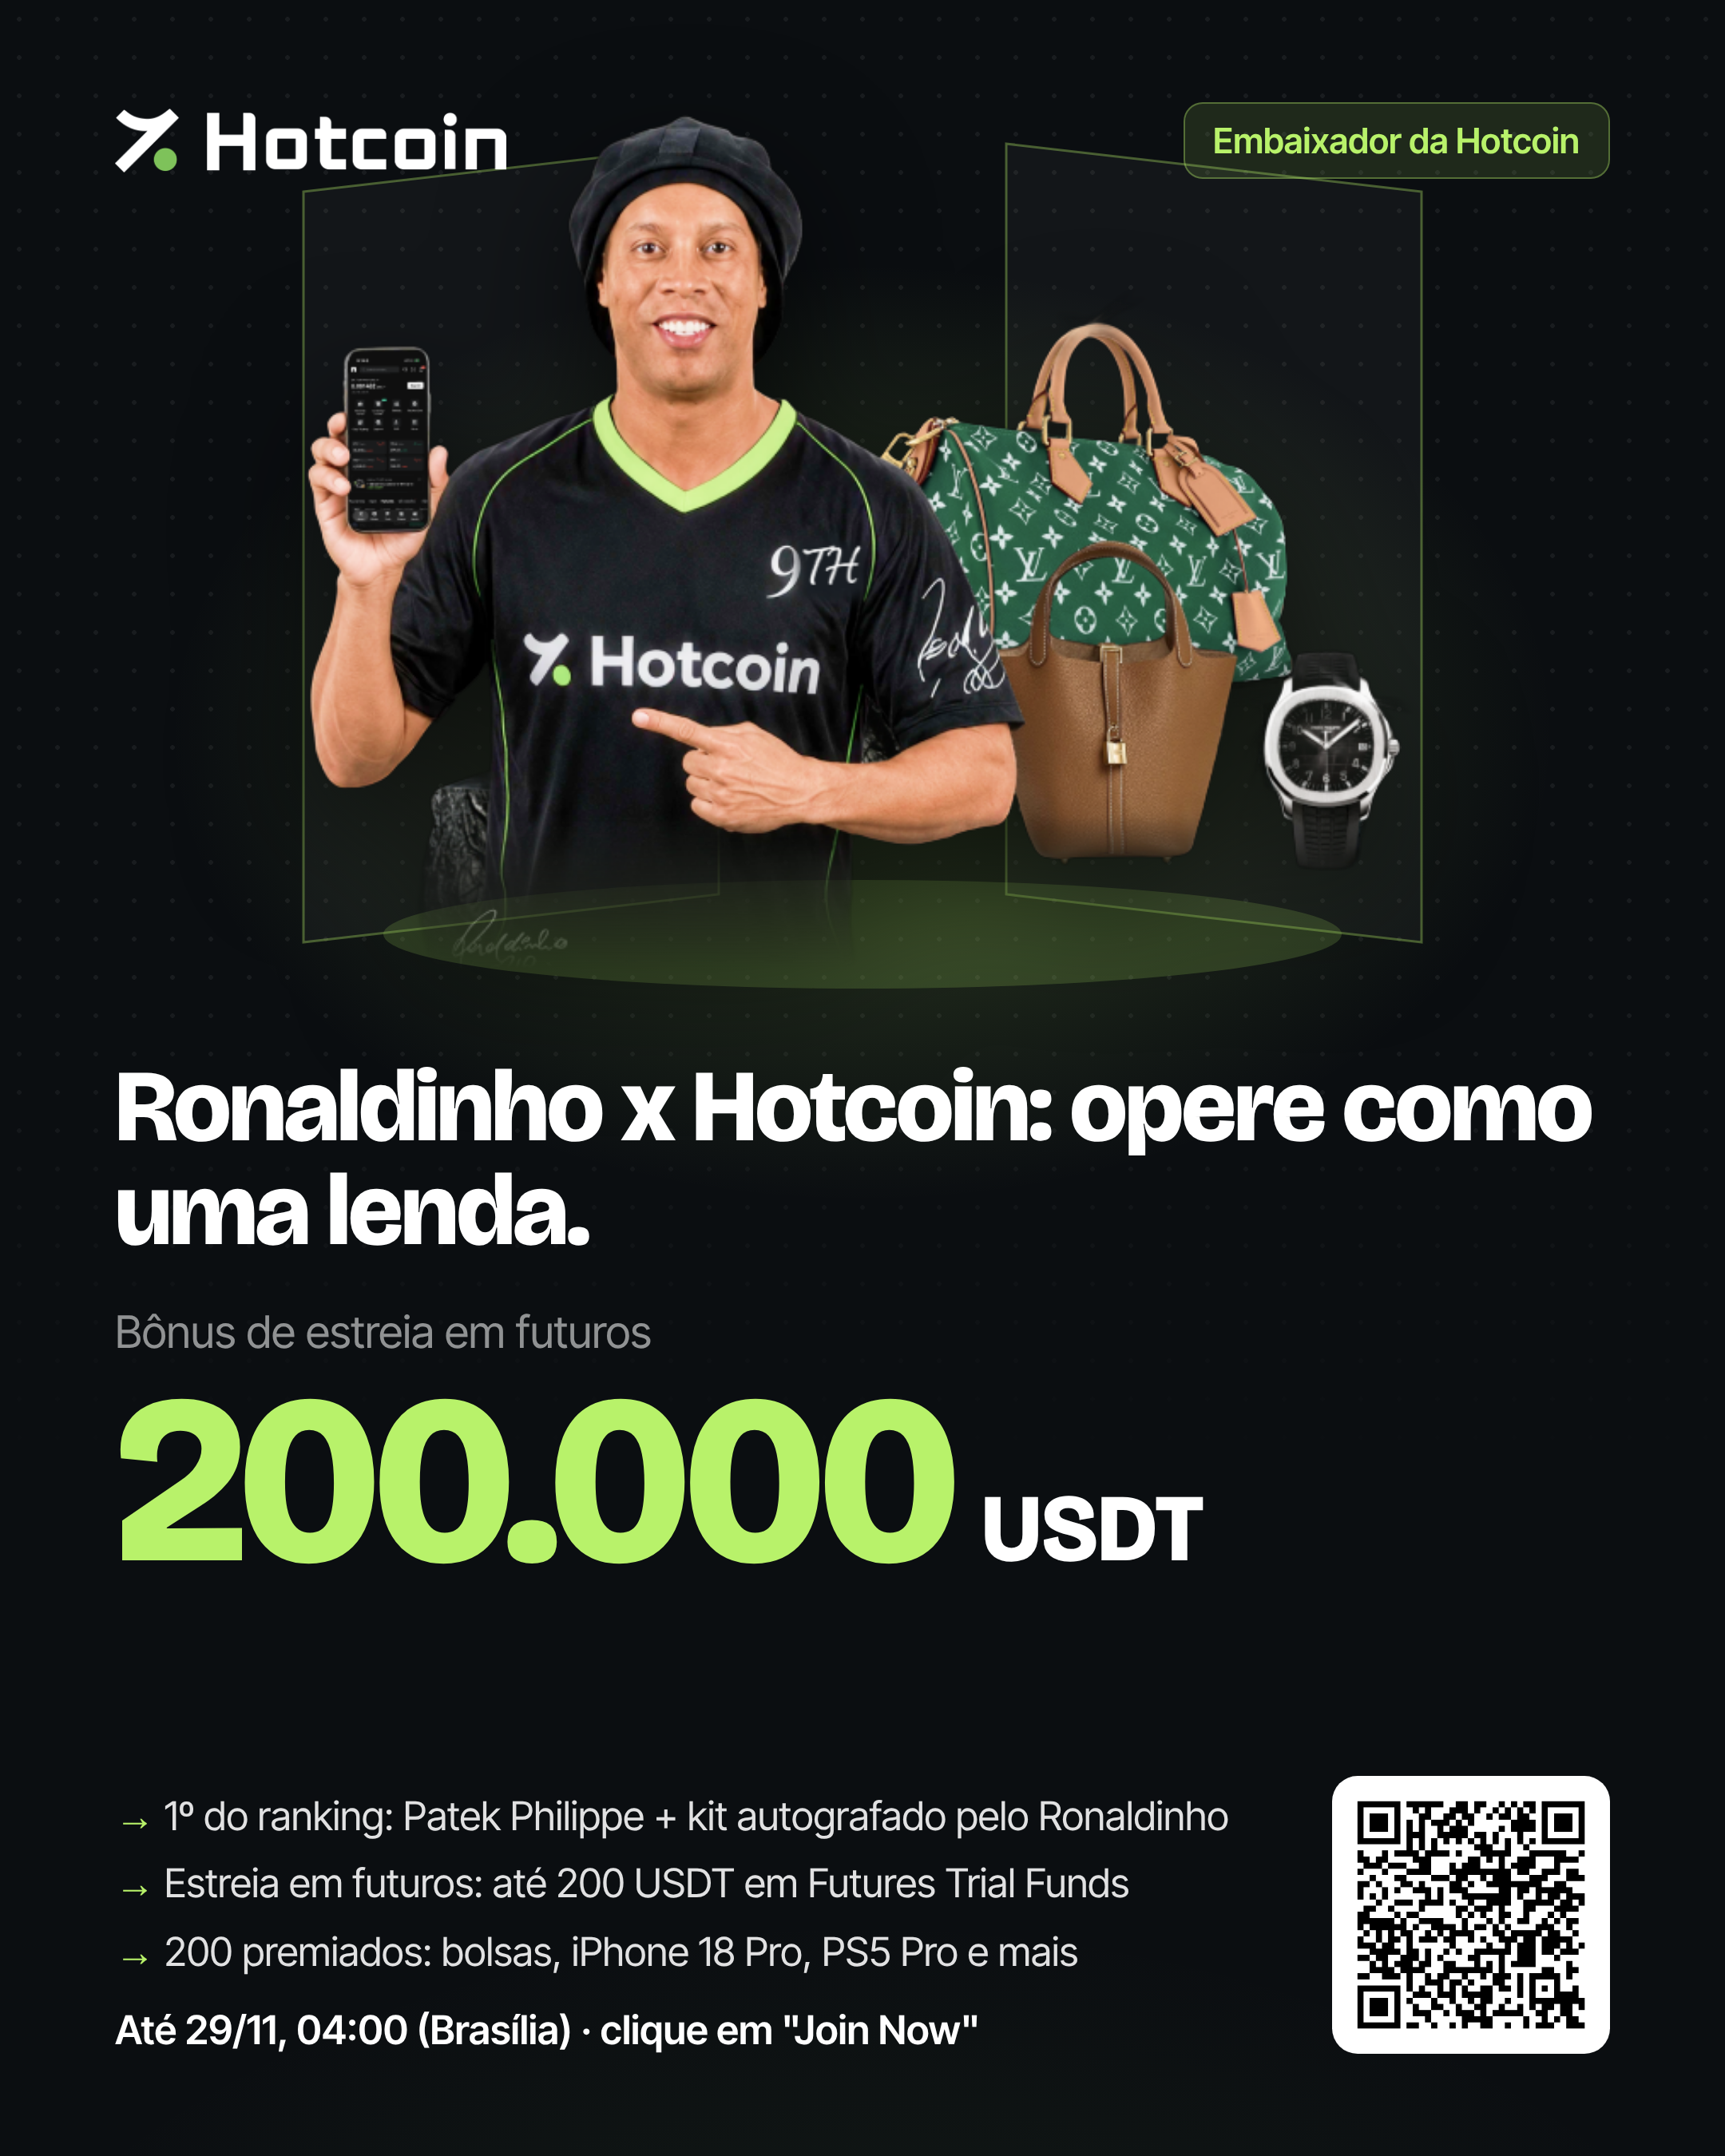 Hotcoin
Embaixador da Hotcoin
9TH
Hotcoin
Ronaldinho x Hotcoin: opere como
uma lenda.
Bônus de estreia em futuros
200.000 USDT
→ 1º do ranking: Patek Philippe + kit autografado pelo Ronaldinho
→ Estreia em futuros: até 200 USDT em Futures Trial Funds
→ 200 premiados: bolsas, iPhone 18 Pro, PS5 Pro e mais
Até 29/11, 04:00 (Brasília) · clique em "Join Now"